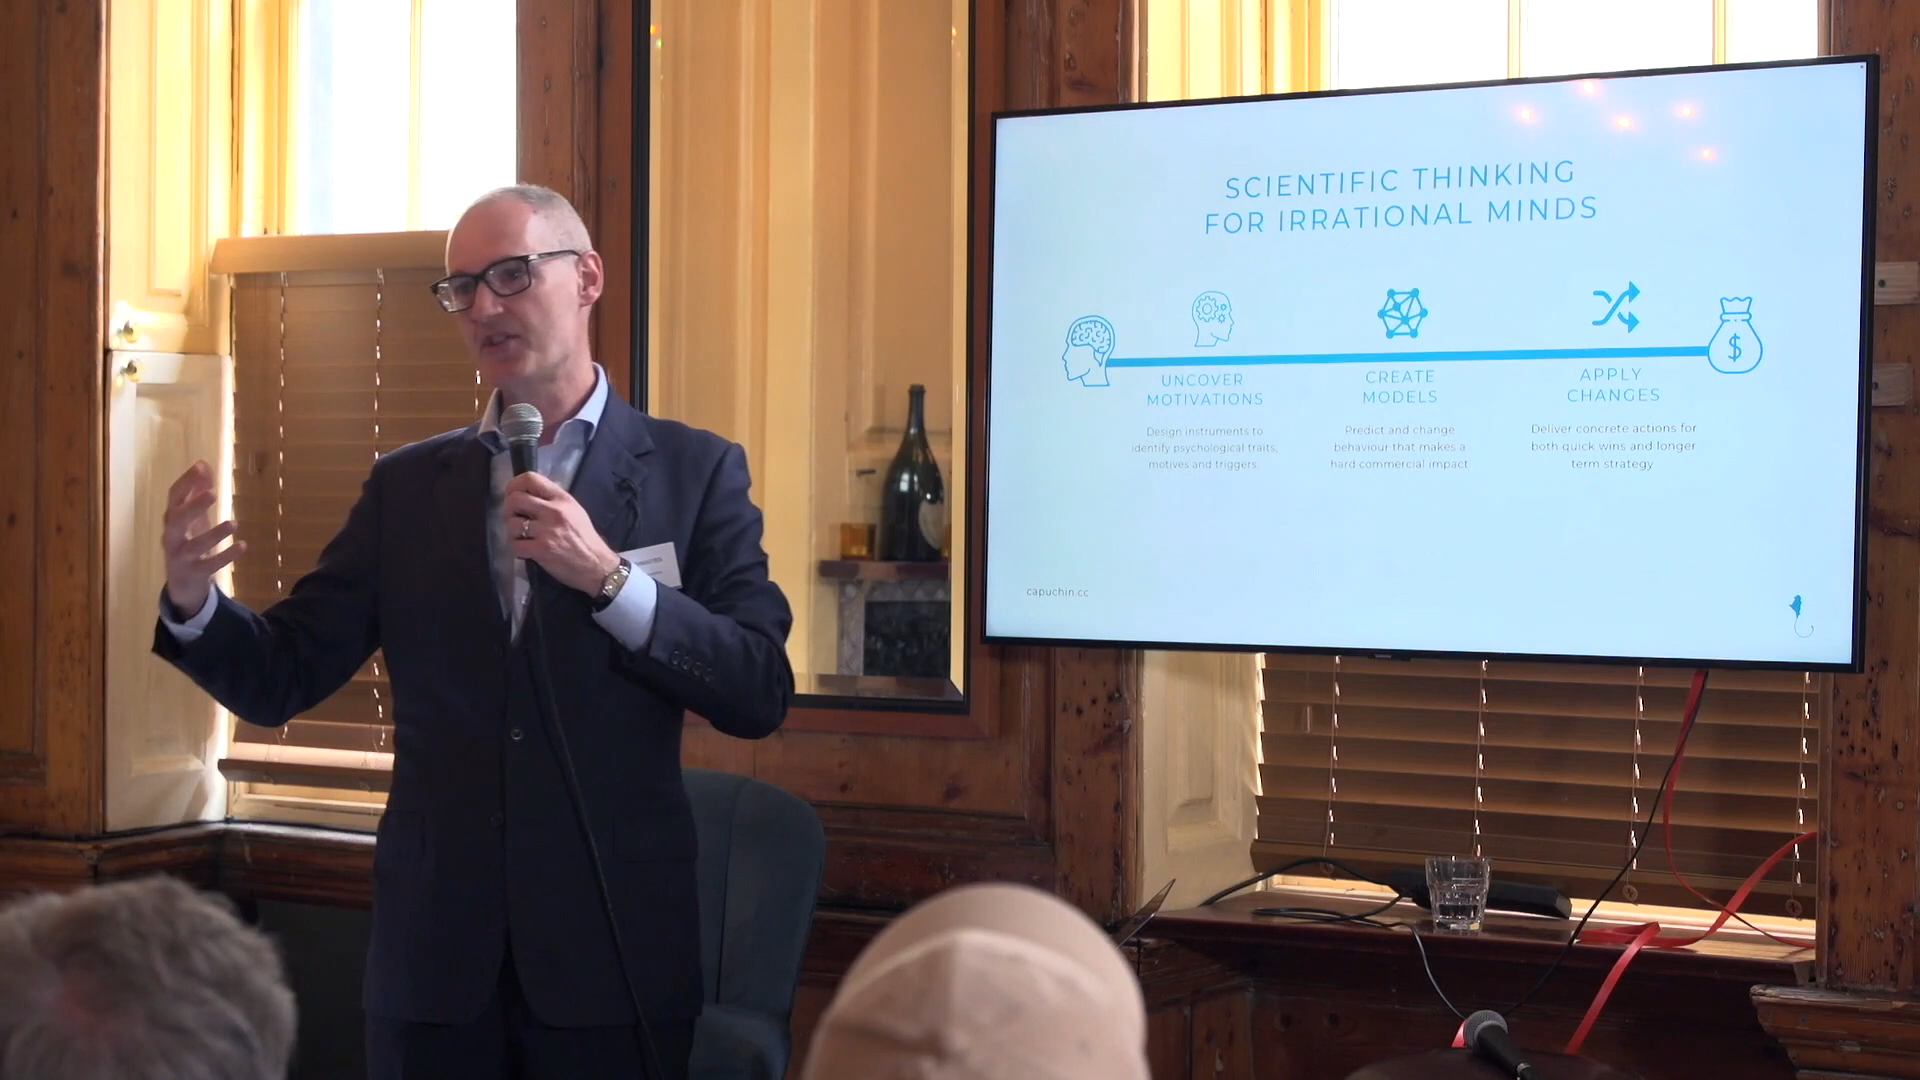 SCIENTIFIC THINKING
FOR IRRATIONAL MINDS
UNCOVER
MOTIVATIONS
Design instruments to
identify psychological traits,
motives and triggers.
CREATE
MODELS
Predict and change
behaviour that makes a
hard commercial impact
APPLY
CHANGES
Deliver concrete actions for
both quick wins and longer
term strategy
$
capuchin.cc